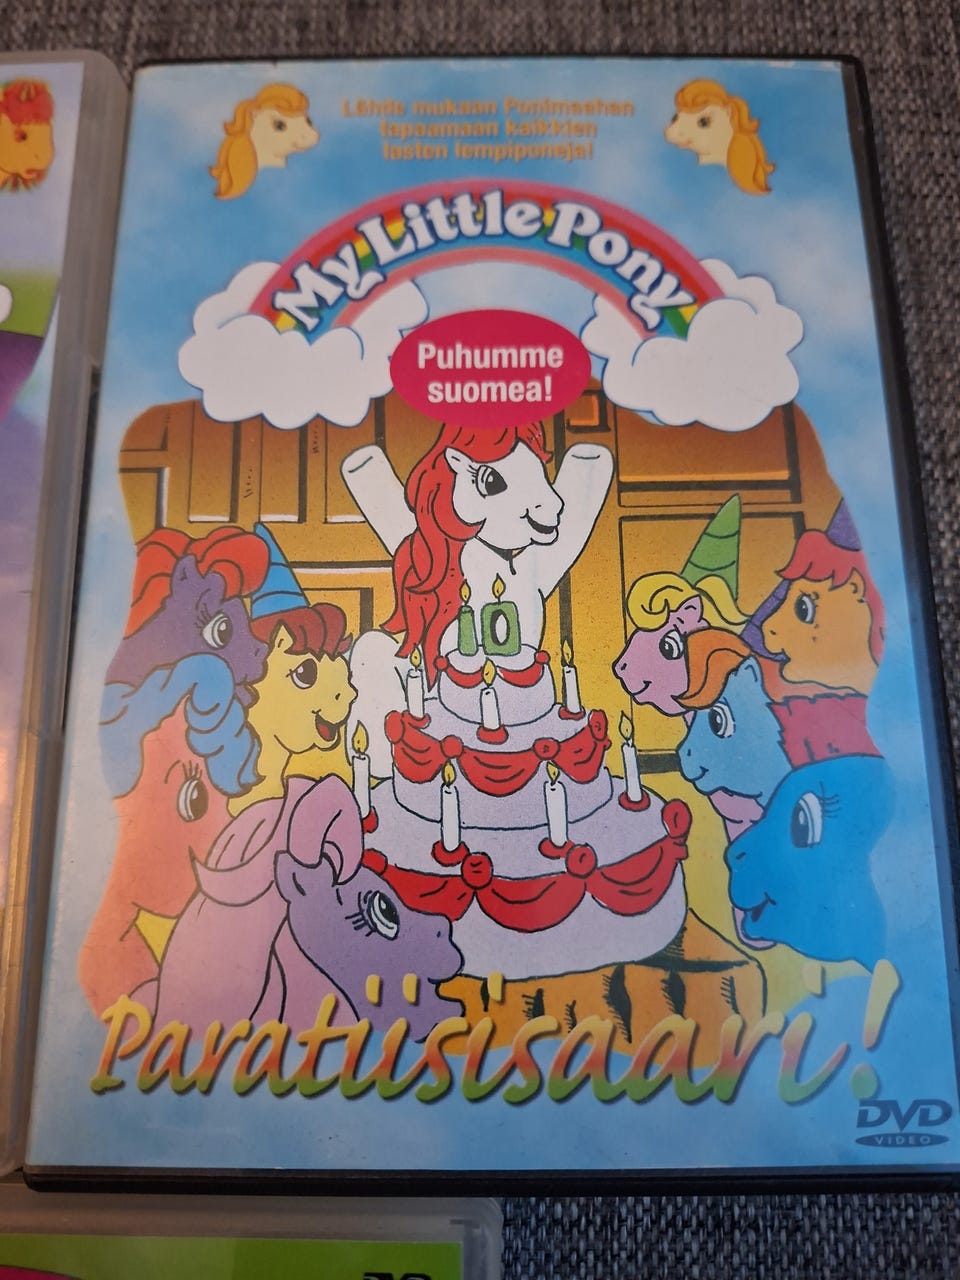 Lähde mukaan Ponimaahan
tapaamaan kaikkien
lasten lempiponeja!
My Little Pony
Puhumme
suomea!
10
Paratiisisaari!
DVD
VIDEO